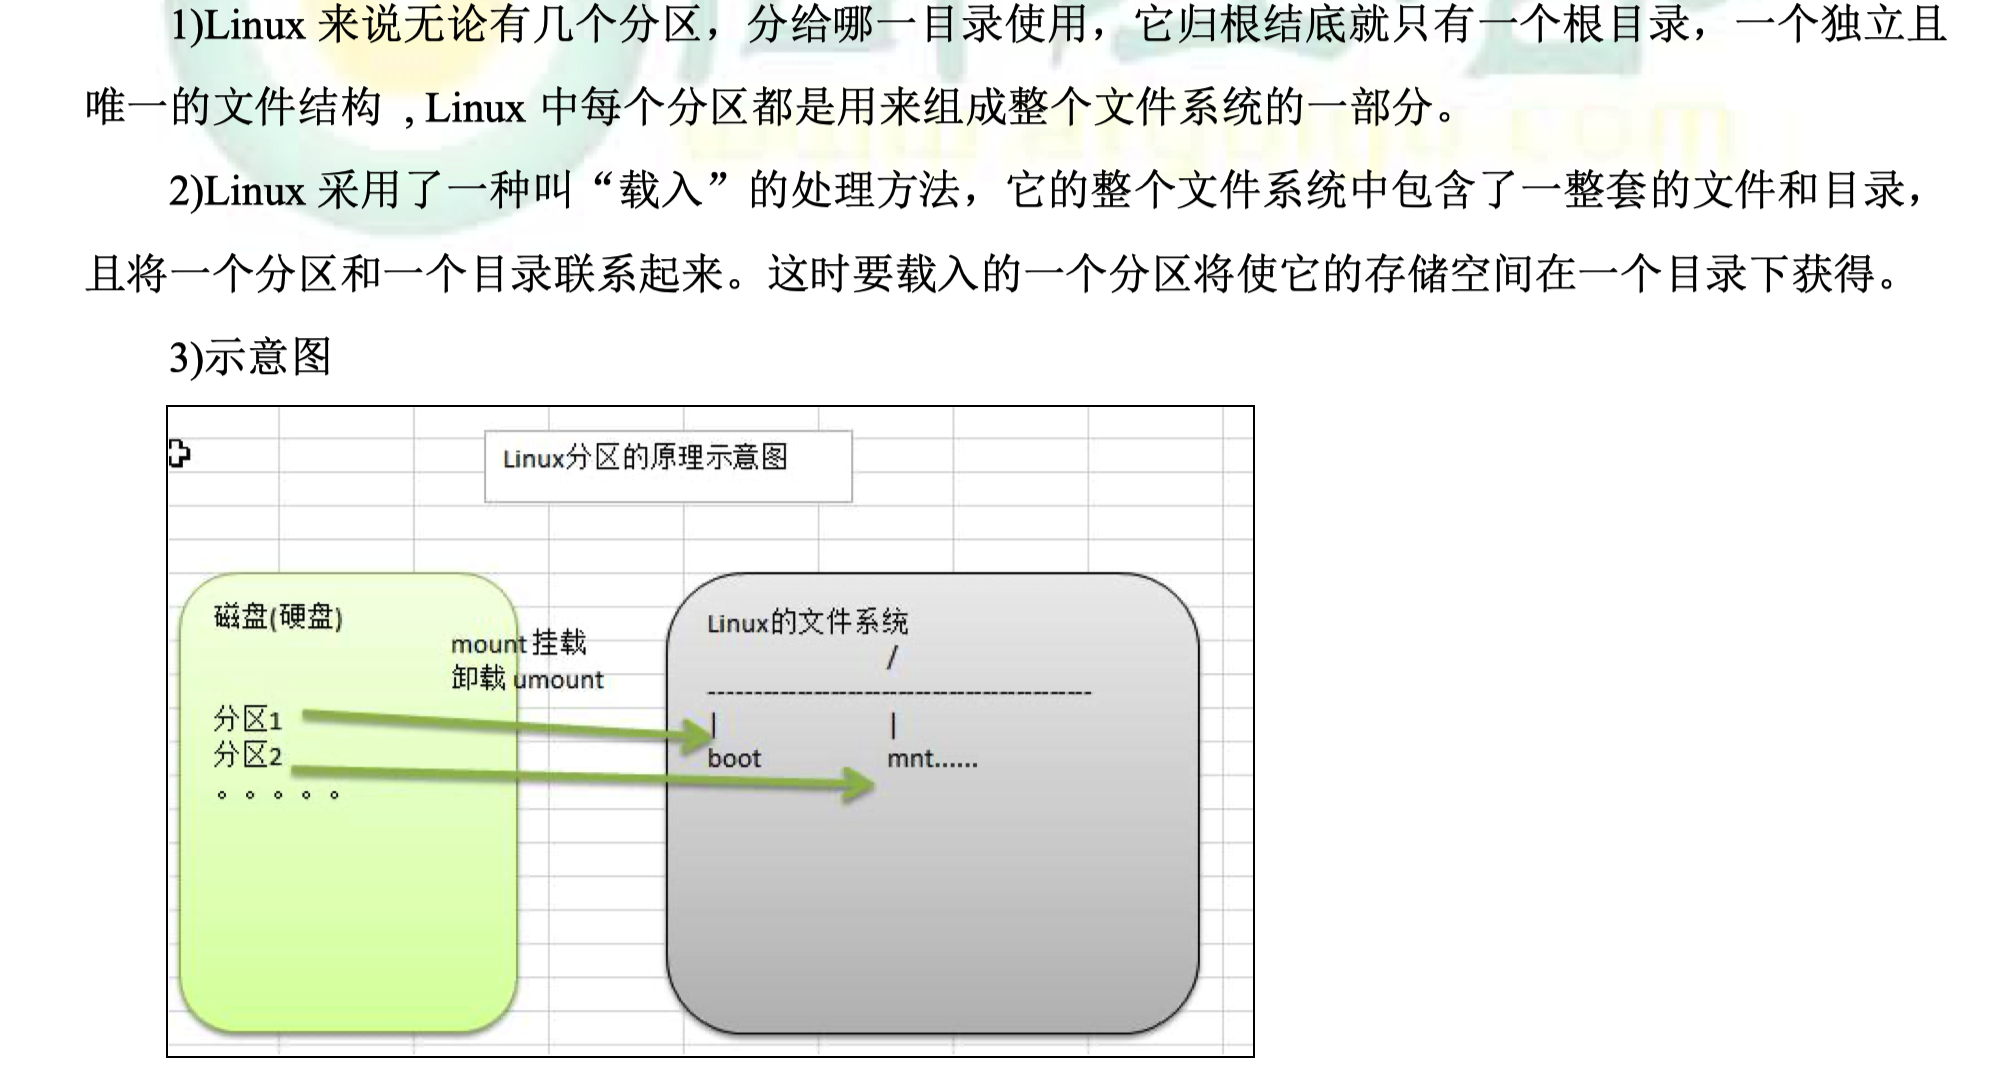 1)Linux 来说无论有几个分区，分给哪一目录使用，它归根结底就只有一个根目录，一个独立且
唯一的文件结构 , Linux 中每个分区都是用来组成整个文件系统的一部分。
2)Linux 采用了一种叫“载入”的处理方法，它的整个文件系统中包含了一整套的文件和目录，
且将一个分区和一个目录联系起来。这时要载入的一个分区将使它的存储空间在一个目录下获得。
3)示意图
Linux分区的原理示意图
磁盘(硬盘)
mount 挂载
卸载 umount
分区1
分区2
。。。。。
Linux的文件系统
/
---------------------------------------
| |
boot mnt......